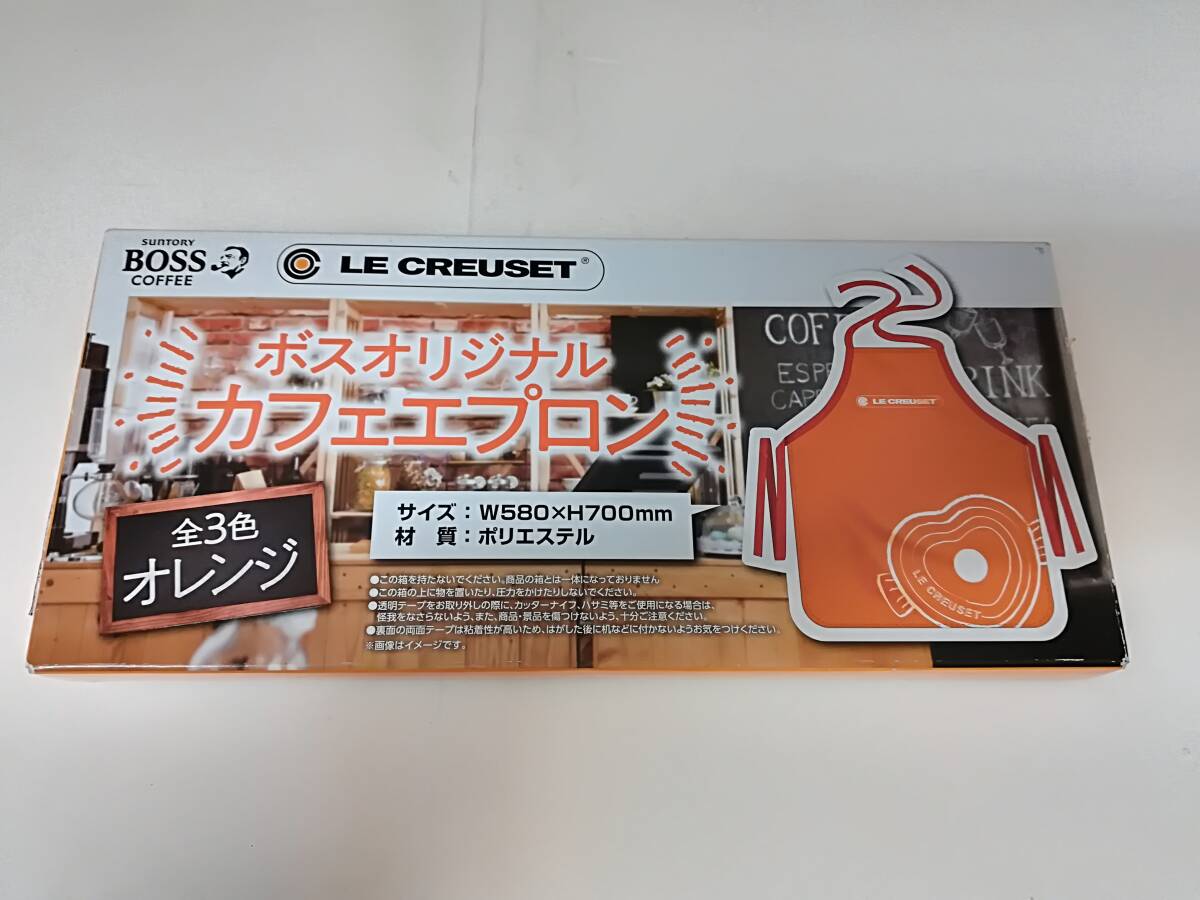 SUNTORY
BOSS
COFFEE
LE CREUSET®
ボスオリジナル
カフェエプロン
全3色
オレンジ
サイズ:W580×H700mm
材 質:ポリエステル
●この箱を持たないでください。商品の箱とは一体になっておりません
●この箱の上に物を置いたり、圧力をかけたりしないでください。
●透明テープをお取り外しの際に、カッターナイフ、ハサミ等をご使用になる場合は、
怪我をなさらないよう、また、商品・景品を傷つけないよう、十分ご注意ください。
●裏面の両面テープは粘着性が高いため、はがした後に机などに付かないようお気をつけください。
※画像はイメージです。
LE CREUSET
LE CREUSET